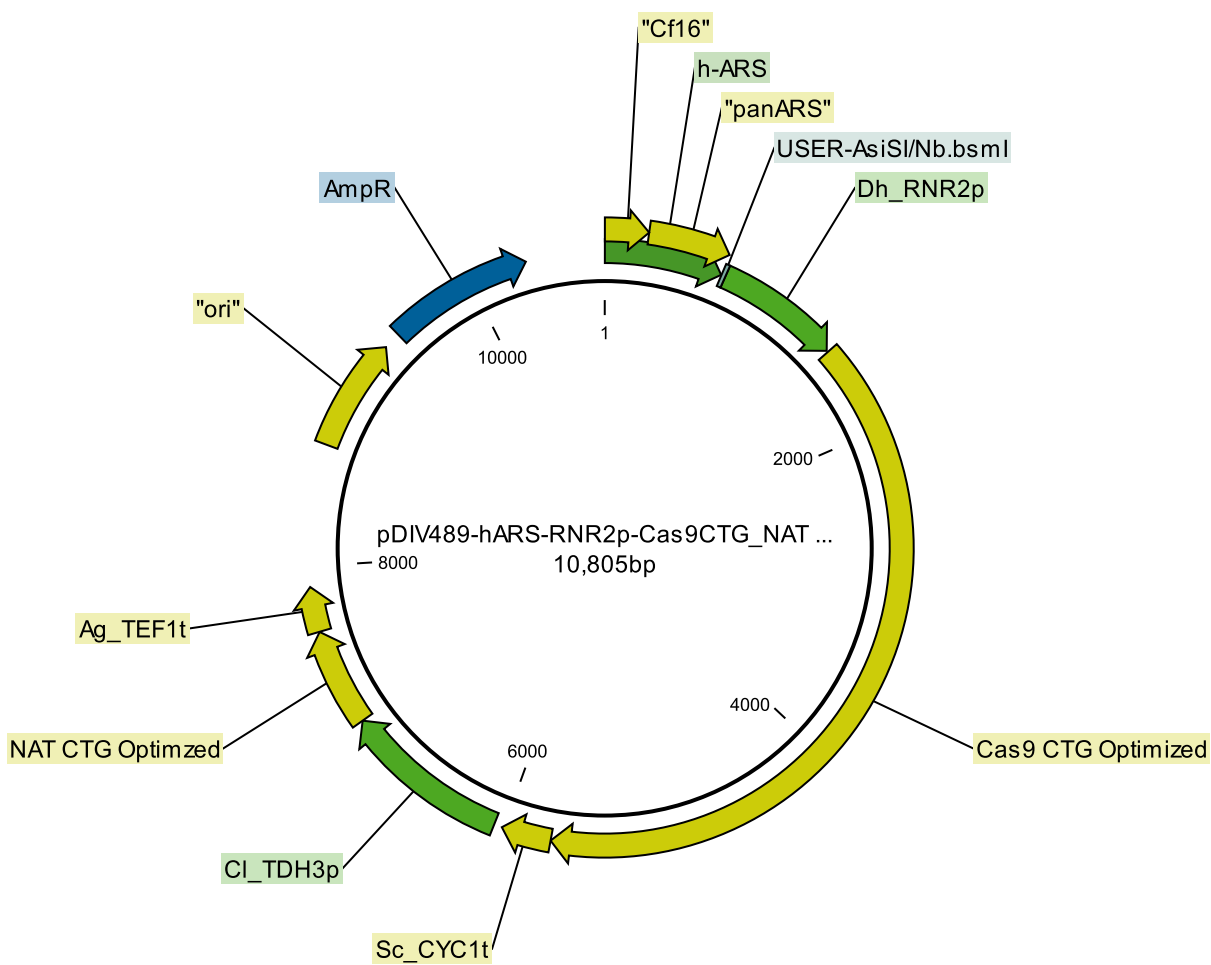 "Cf16"
h-ARS
"panARS"
USER-AsiSI/Nb.bsmI
Dh_RNR2p
AmpR
"ori"
1
10000
2000
pDIV489-hARS-RNR2p-Cas9CTG_NAT ...
10,805bp
8000
Ag_TEF1t
4000
NAT CTG Optimzed
6000
Cas9 CTG Optimized
Cl_TDH3p
Sc_CYC1t